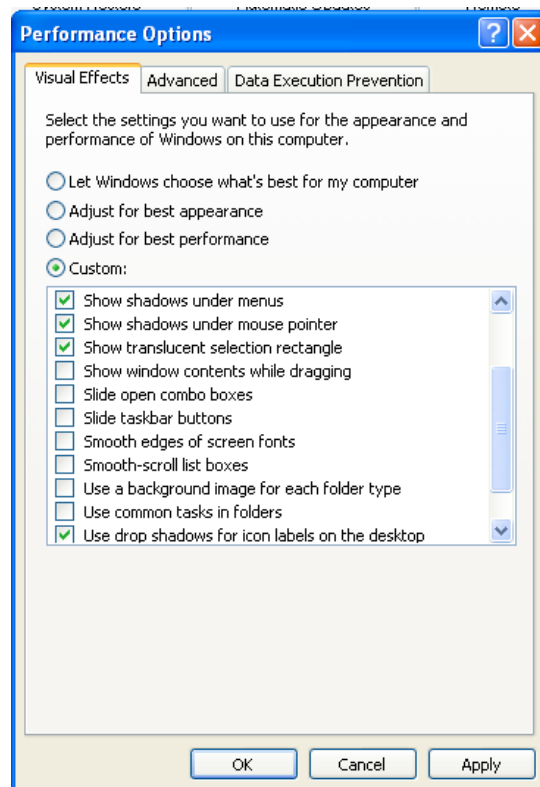 Performance Options
Visual Effects
Advanced
Data Execution Prevention
Select the settings you want to use for the appearance and
performance of Windows on this computer.
Let Windows choose what's best for my computer
Adjust for best appearance
Adjust for best performance
Custom:
Show shadows under menus
Show shadows under mouse pointer
Show translucent selection rectangle
Show window contents while dragging
Slide open combo boxes
Slide taskbar buttons
Smooth edges of screen fonts
Smooth-scroll list boxes
Use a background image for each folder type
Use common tasks in folders
Use drop shadows for icon labels on the desktop
OK
Cancel
Apply